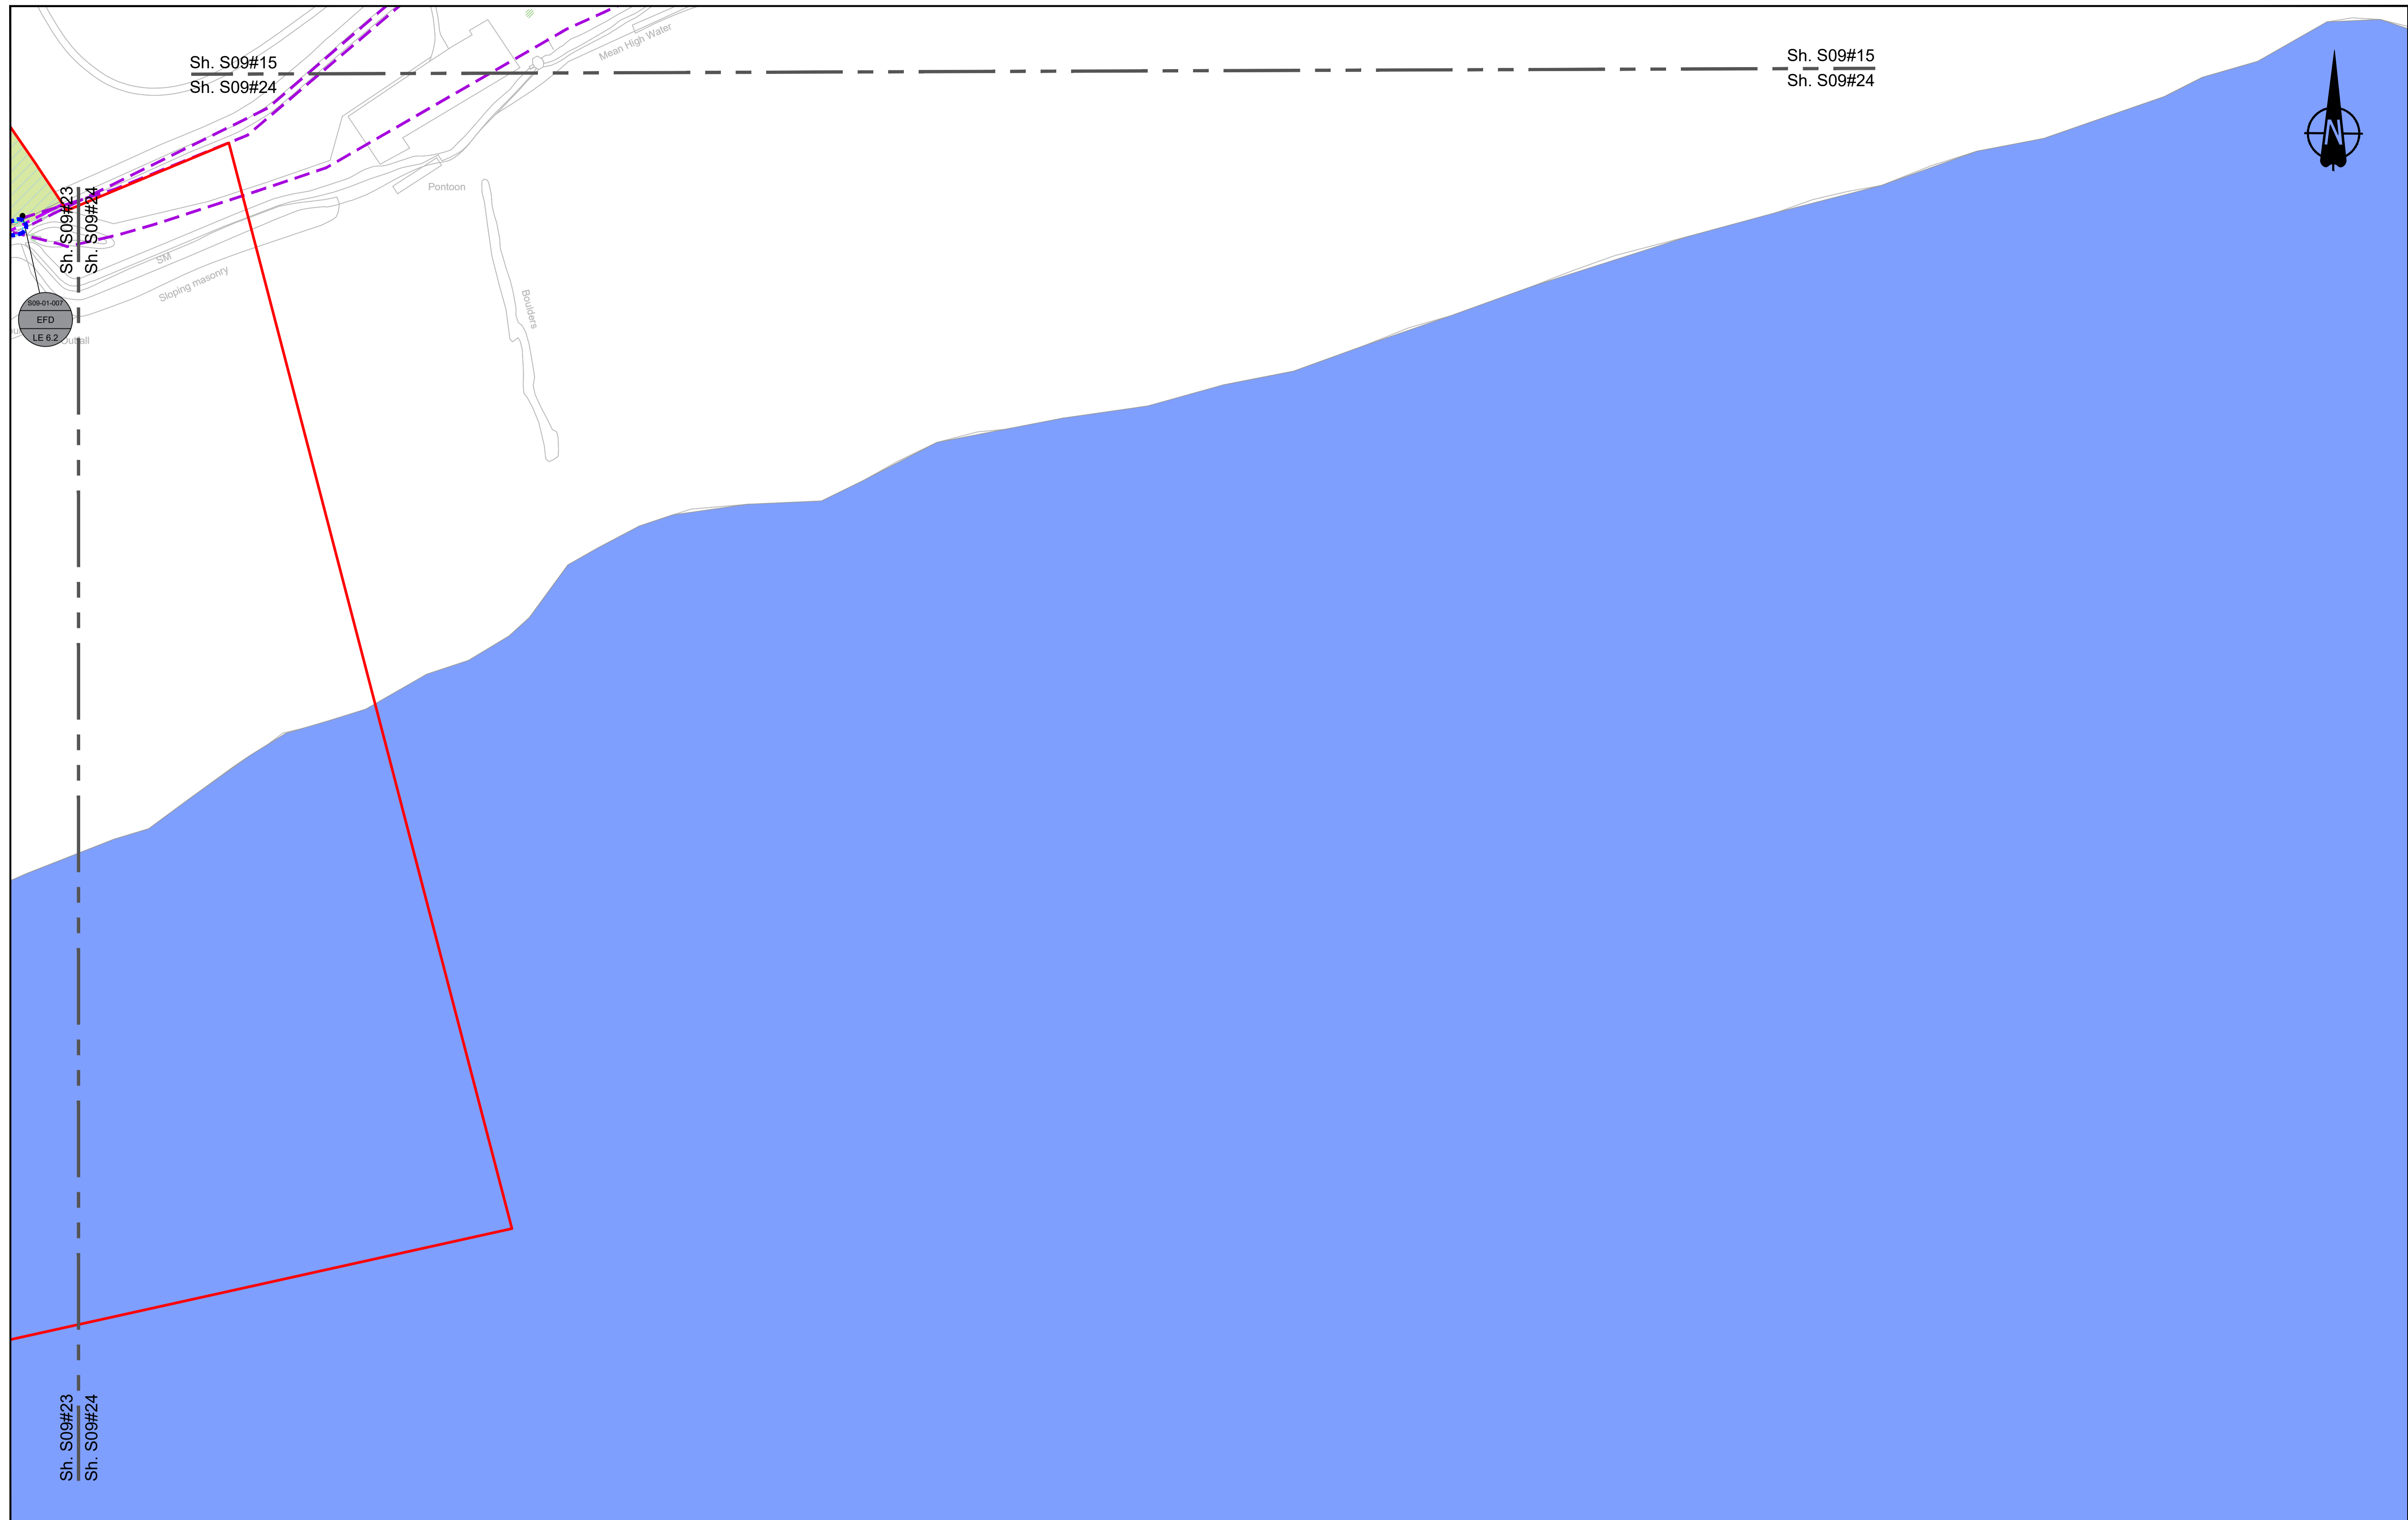 Mean High Water
Sh. S09#15
Sh. S09#24
Sh. S09#15
Sh. S09#24
N
Pontoon
Sh. S09#23
Sh. S09#24
SM
Sloping masonry
Boulders
S09-01-007
EFD
LE 6.2
Sh. S09#23
Sh. S09#24